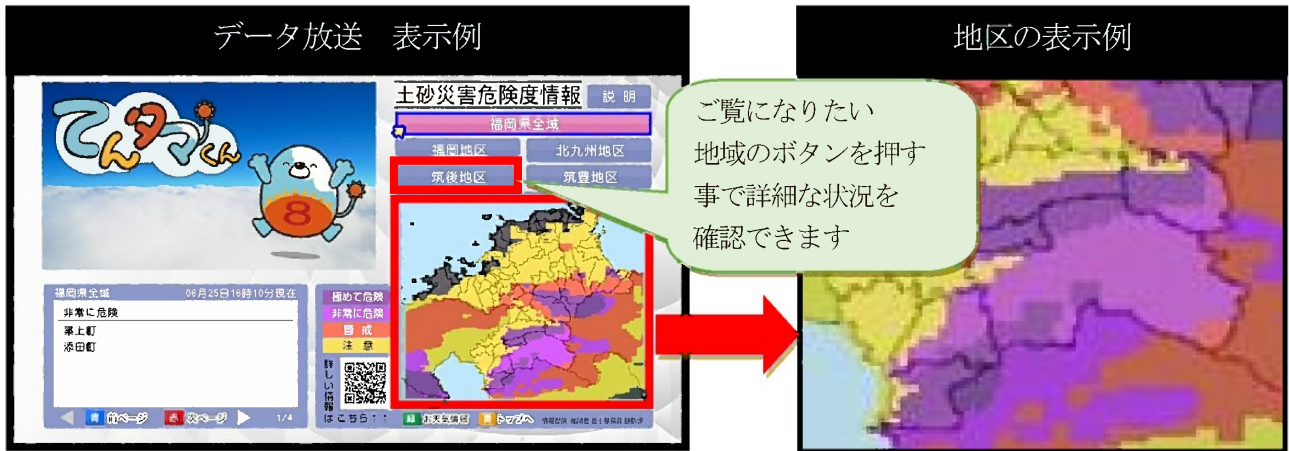 データ放送 表示例
地区の表示例
てんタマくん
8
土砂災害危険度情報
説明
福岡県全域
福岡地区
北九州地区
筑後地区
筑豊地区
ご覧になりたい
地域のボタンを押す
事で詳細な状況を
確認できます
福岡県全域 06月25日16時10分現在
非常に危険
築上町
添田町
青 前ページ 赤 次ページ 1/4
極めて危険
非常に危険
警戒
注意
詳しい情報
はこちら↑↑
緑 お天気情報 黄 トップへ